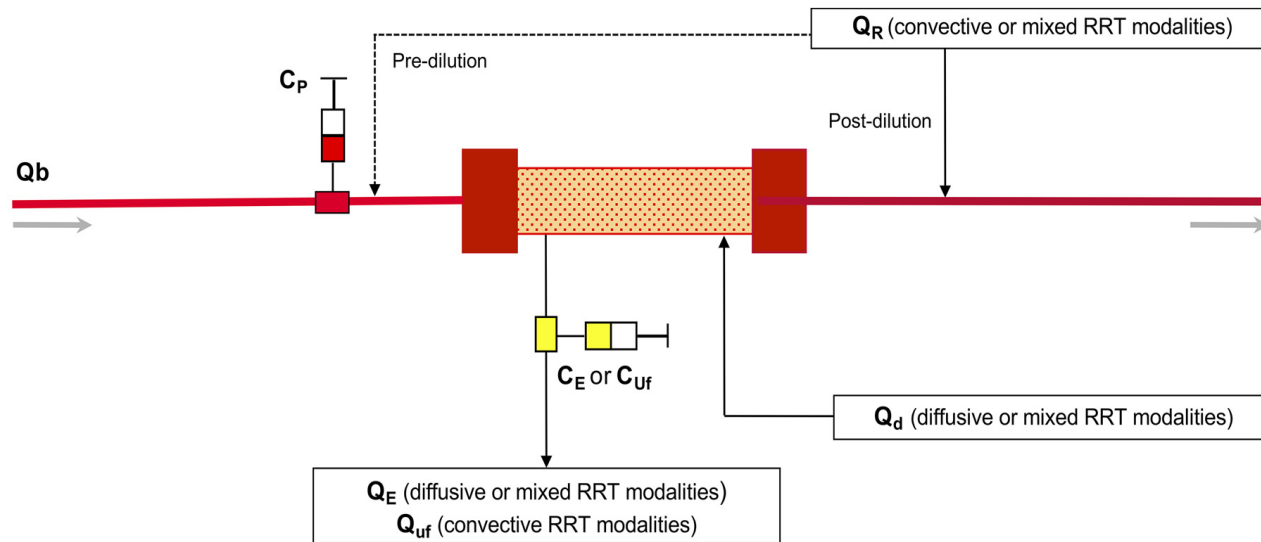 Q_R (convective or mixed RRT modalities)
Pre-dilution
C_P
Post-dilution
Qb
C_E or C_Uf
Q_d (diffusive or mixed RRT modalities)
Q_E (diffusive or mixed RRT modalities)
Q_uf (convective RRT modalities)